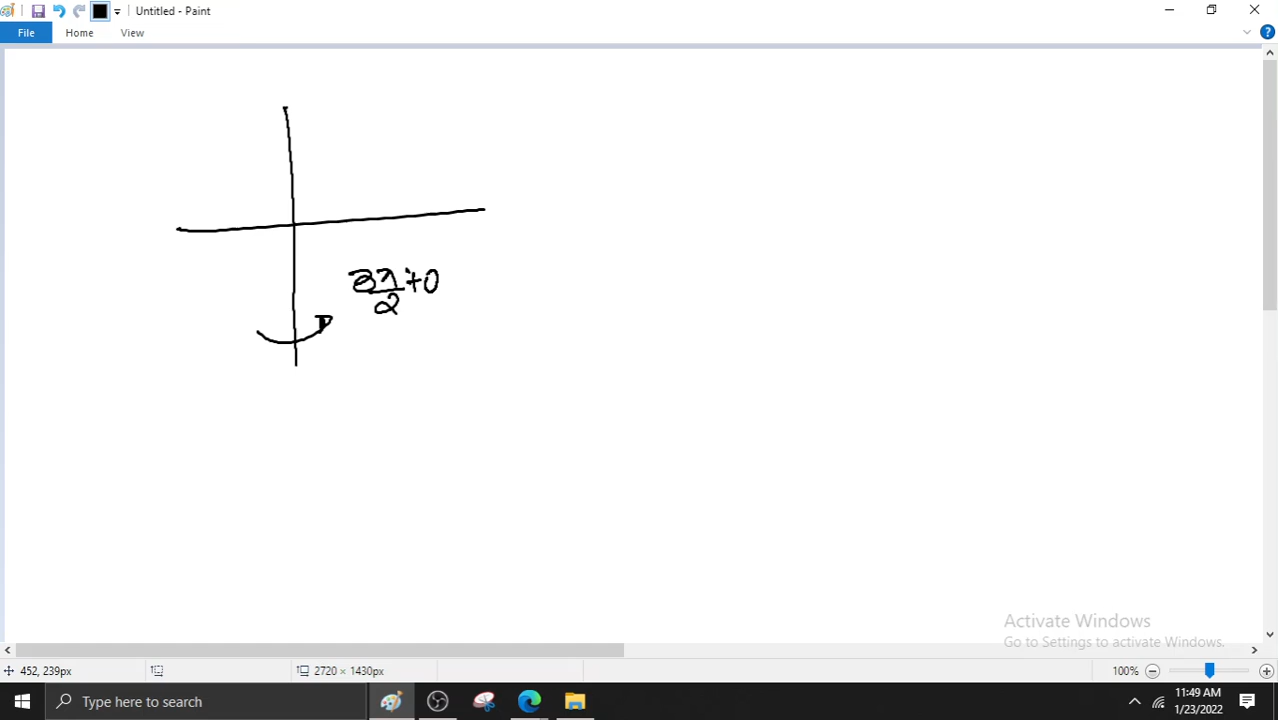 Untitled - Paint
File Home View
3π/2+0
Activate Windows
Go to Settings to activate Windows.
452, 239px
2720 × 1430px
100%
Type here to search
11:49 AM
1/23/2022